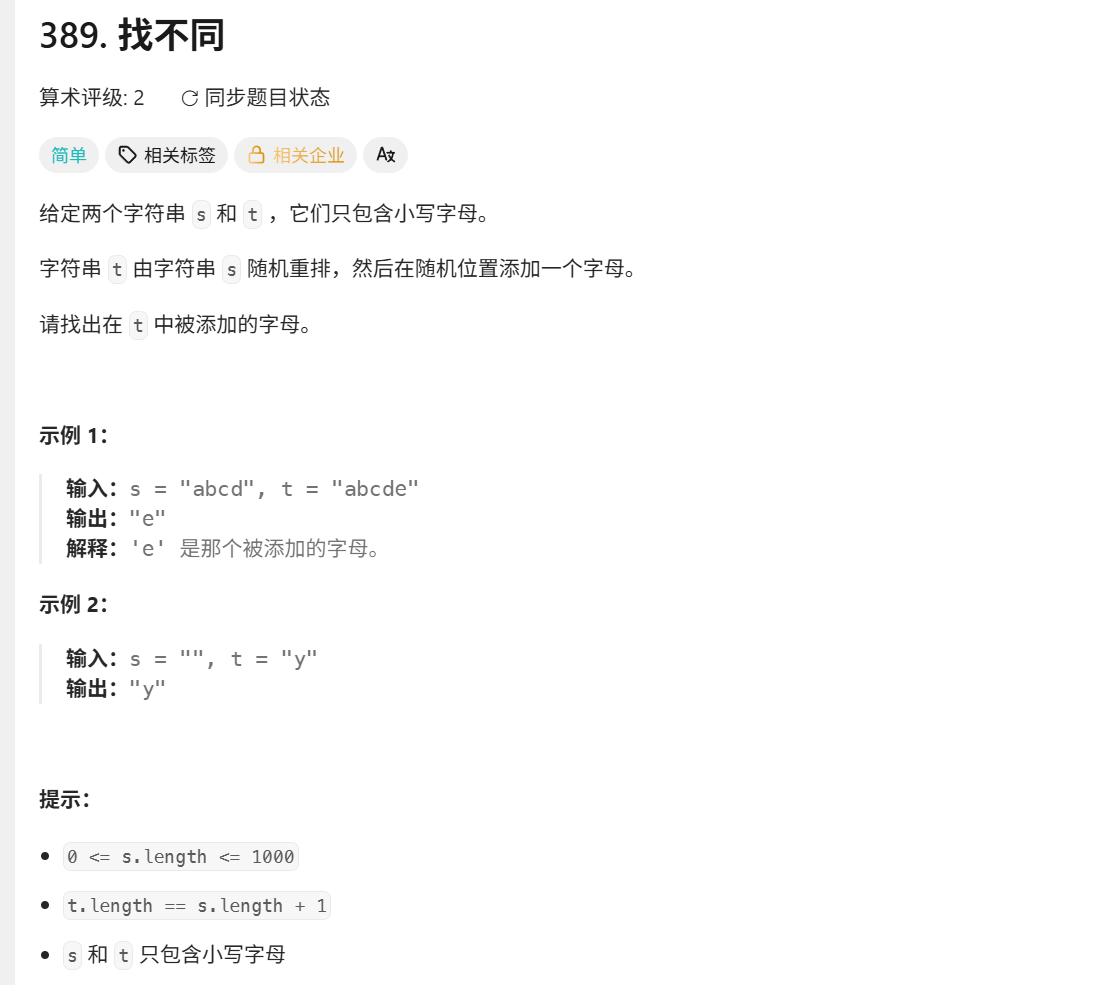 389. 找不同
算术评级: 2 同步题目状态
简单 相关标签 相关企业 A文
给定两个字符串 s 和 t ，它们只包含小写字母。
字符串 t 由字符串 s 随机重排，然后在随机位置添加一个字母。
请找出在 t 中被添加的字母。
示例 1：
输入：s = "abcd", t = "abcde"
输出："e"
解释：'e' 是那个被添加的字母。
示例 2：
输入：s = "", t = "y"
输出："y"
提示：
0 <= s.length <= 1000
t.length == s.length + 1
s 和 t 只包含小写字母